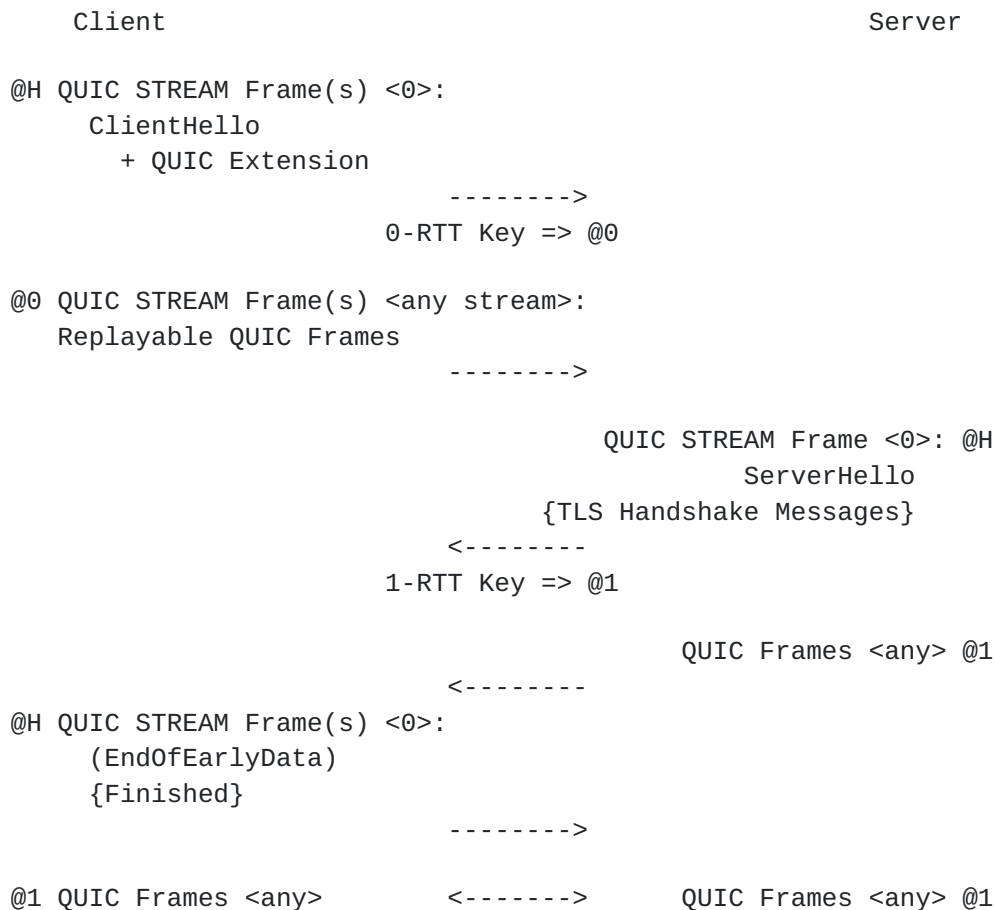 Client Server
@H QUIC STREAM Frame(s) <0>:
ClientHello
+ QUIC Extension
-------->
0-RTT Key => @0
@0 QUIC STREAM Frame(s) <any stream>:
Replayable QUIC Frames
-------->
QUIC STREAM Frame <0>: @H
ServerHello
{TLS Handshake Messages}
<--------
1-RTT Key => @1
QUIC Frames <any> @1
<--------
@H QUIC STREAM Frame(s) <0>:
(EndOfEarlyData)
{Finished}
-------->
@1 QUIC Frames <any> <-------> QUIC Frames <any> @1